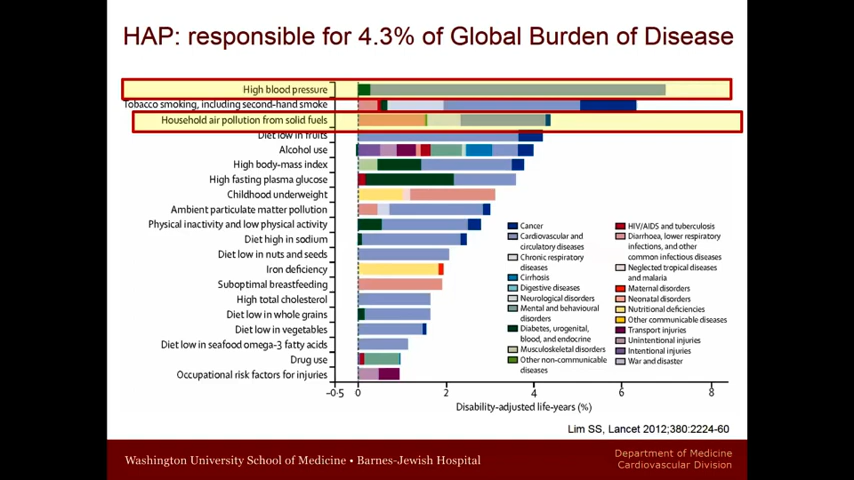 HAP: responsible for 4.3% of Global Burden of Disease
High blood pressure
Tobacco smoking, including second-hand smoke
Household air pollution from solid fuels
Diet low in fruits
Alcohol use
High body-mass index
High fasting plasma glucose
Childhood underweight
Ambient particulate matter pollution
Physical inactivity and low physical activity
Diet high in sodium
Diet low in nuts and seeds
Iron deficiency
Suboptimal breastfeeding
High total cholesterol
Diet low in whole grains
Diet low in vegetables
Diet low in seafood omega-3 fatty acids
Drug use
Occupational risk factors for injuries
Cancer
Cardiovascular and
circulatory diseases
Chronic respiratory
diseases
Cirrhosis
Digestive diseases
Neurological disorders
Mental and behavioural
disorders
Diabetes, urogenital,
blood, and endocrine
Musculoskeletal disorders
Other non-communicable
diseases
HIV/AIDS and tuberculosis
Diarrhoea, lower respiratory
infections, and other
common infectious diseases
Neglected tropical diseases
and malaria
Maternal disorders
Neonatal disorders
Nutritional deficiencies
Other communicable diseases
Transport injuries
Unintentional injuries
Intentional injuries
War and disaster
-0·5 0 2 4 6 8
Disability-adjusted life-years (%)
Lim SS, Lancet 2012;380:2224-60
Washington University School of Medicine • Barnes-Jewish Hospital
Department of Medicine
Cardiovascular Division